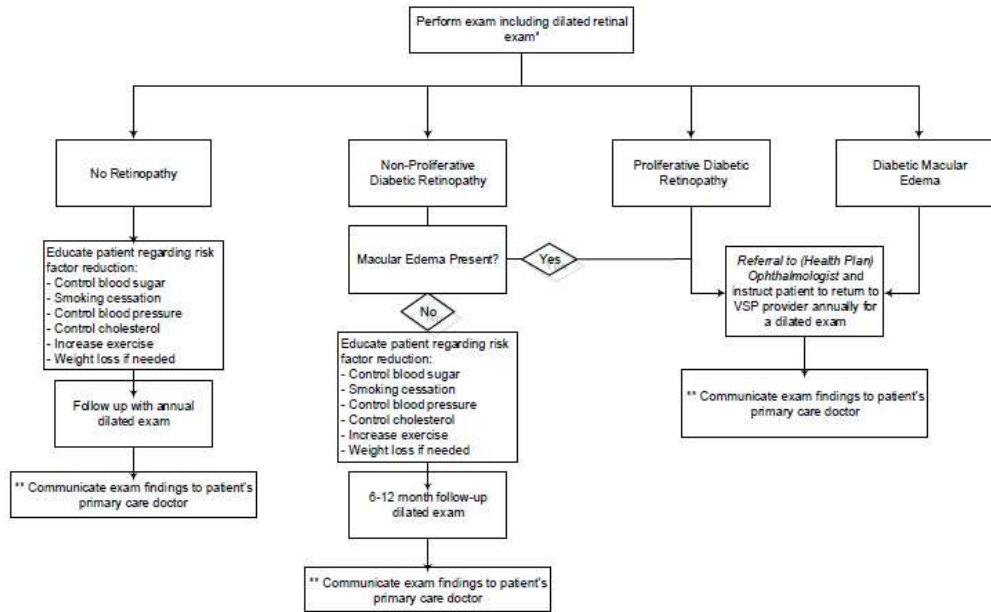 Perform exam including dilated retinal
exam*
No Retinopathy
Non-Proliferative
Diabetic Retinopathy
Proliferative Diabetic
Retinopathy
Diabetic Macular
Edema
Educate patient regarding risk
factor reduction:
- Control blood sugar
- Smoking cessation
- Control blood pressure
- Control cholesterol
- Increase exercise
- Weight loss if needed
Macular Edema Present?
Yes
Referral to (Health Plan)
Ophthalmologist and
instruct patient to return to
VSP provider annually for
a dilated exam
No
Educate patient regarding risk
factor reduction:
- Control blood sugar
- Smoking cessation
- Control blood pressure
- Control cholesterol
- Increase exercise
- Weight loss if needed
Follow up with annual
dilated exam
** Communicate exam findings to patient's
primary care doctor
** Communicate exam findings to patient's
primary care doctor
6-12 month follow-up
dilated exam
** Communicate exam findings to patient's
primary care doctor